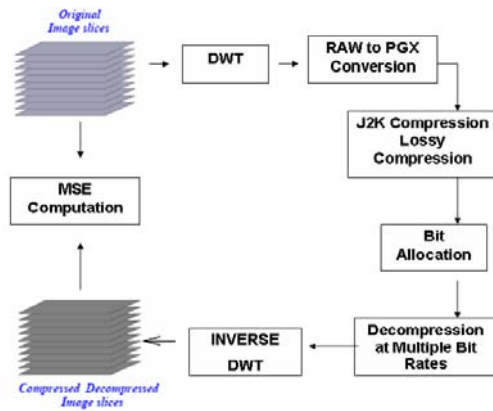 Original
Image slices
DWT
RAW to PGX
Conversion
J2K Compression
Lossy
Compression
MSE
Computation
Bit
Allocation
INVERSE
DWT
Decompression
at Multiple Bit
Rates
Compressed Decompressed
Image slices